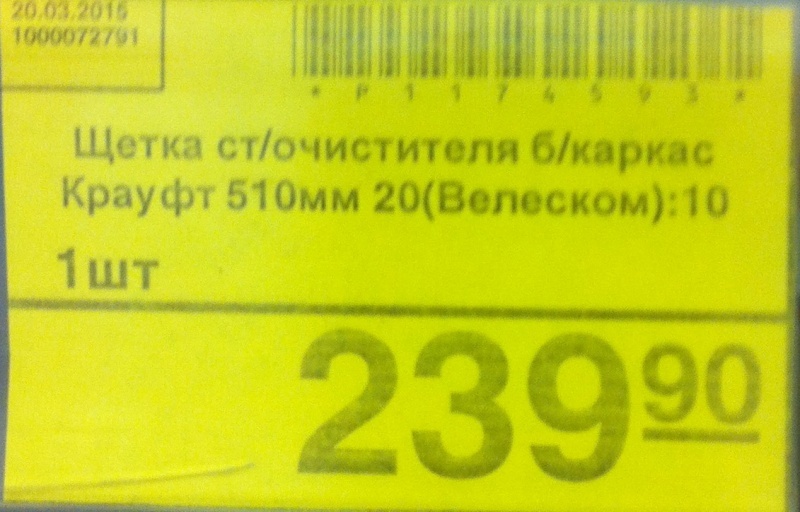 20.03.2015
1000072791
* P 1 1 7 4 5 9 3 *
Щетка ст/очистителя б/каркас
Крауфт 510мм 20(Велеском):10
1шт
239 90